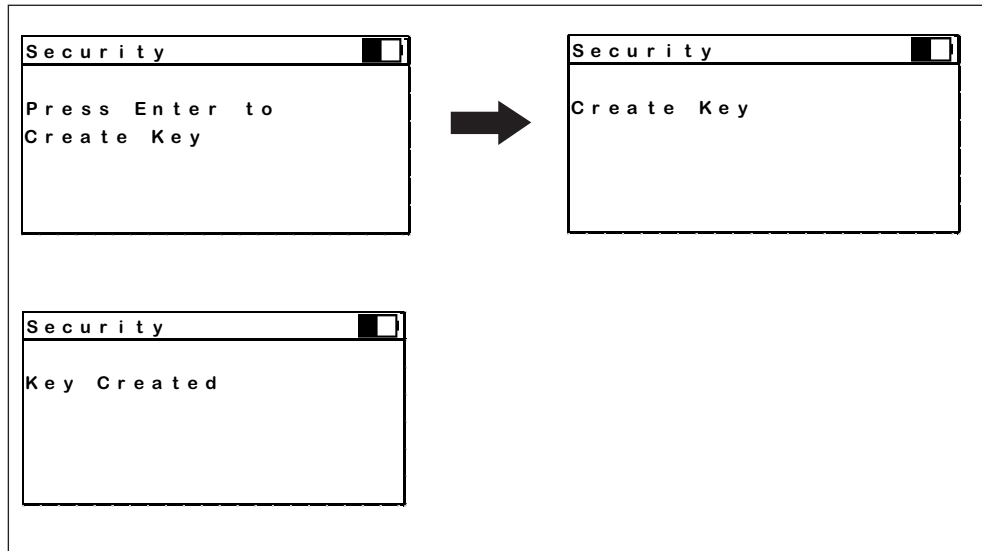 Security
Press Enter to
Create Key
Security
Create Key
Security
Key Created